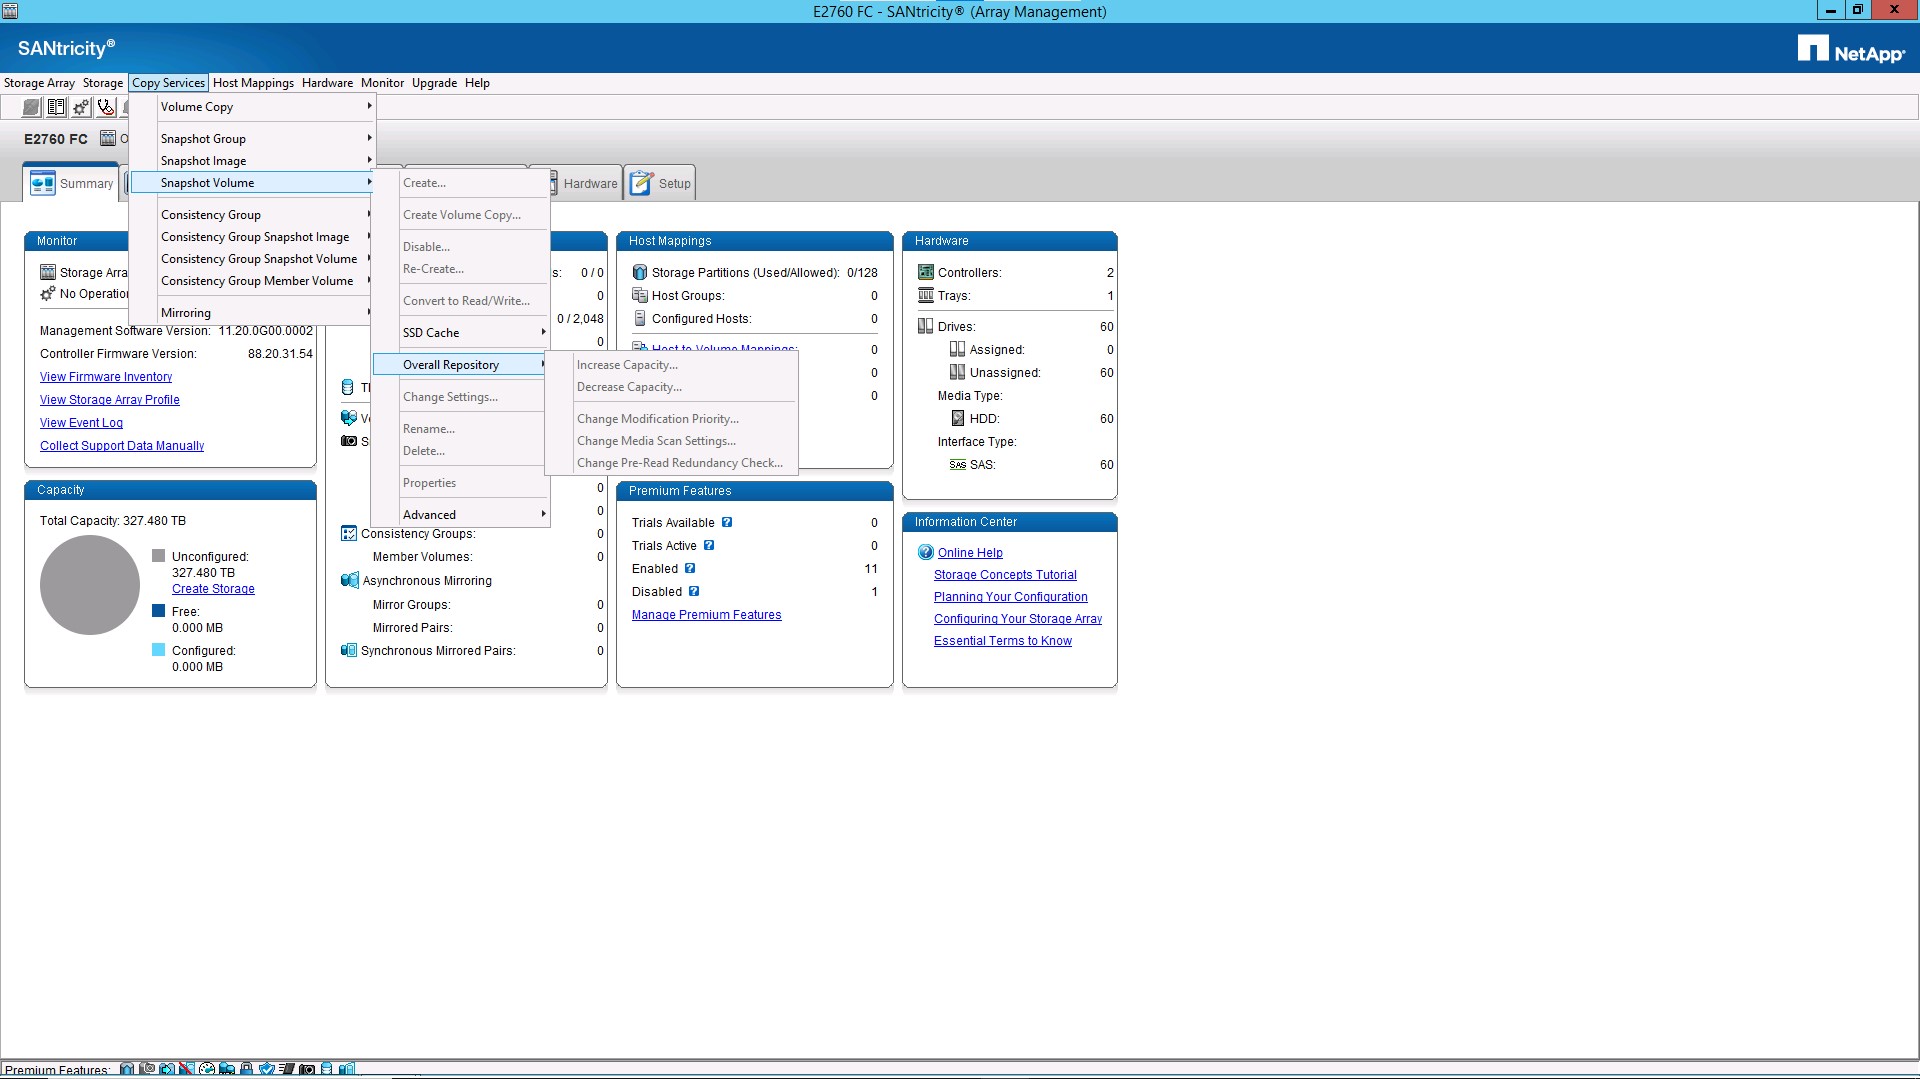 E2760 FC - SANtricity® (Array Management)
SANtricity®
NetApp®
Storage Array Storage Copy Services Host Mappings Hardware Monitor Upgrade Help
E2760 FC
Volume Copy
Snapshot Group
Snapshot Image
Snapshot Volume
Consistency Group
Consistency Group Snapshot Image
Consistency Group Snapshot Volume
Consistency Group Member Volume
Mirroring
Create...
Create Volume Copy...
Disable...
Re-Create...
Convert to Read/Write...
SSD Cache
Overall Repository
Change Settings...
Rename...
Delete...
Properties
Advanced
Increase Capacity...
Decrease Capacity...
Change Modification Priority...
Change Media Scan Settings...
Change Pre-Read Redundancy Check...
Summary
Hardware
Setup
Monitor
Storage
No
Management Software Version: 11.20.0G00.0002
Controller Firmware Version: 88.20.31.54
View Firmware Inventory
View Storage Array Profile
View Event Log
Collect Support Data Manually
Capacity
Total Capacity: 327.480 TB
Unconfigured:
327.480 TB
Create Storage
Free:
0.000 MB
Configured:
0.000 MB
0 / 0
0
0 / 2,048
0
0
0
Consistency Groups: 0
Member Volumes: 0
Asynchronous Mirroring
Mirror Groups: 0
Mirrored Pairs: 0
Synchronous Mirrored Pairs: 0
Host Mappings
Storage Partitions (Used/Allowed): 0/128
Host Groups: 0
Configured Hosts: 0
Host to Volume Mappings: 0
0
0
Premium Features
Trials Available ? 0
Trials Active ? 0
Enabled ? 11
Disabled ? 1
Manage Premium Features
Hardware
Controllers: 2
Trays: 1
Drives: 60
Assigned: 0
Unassigned: 60
Media Type:
HDD: 60
Interface Type:
SAS SAS: 60
Information Center
? Online Help
Storage Concepts Tutorial
Planning Your Configuration
Configuring Your Storage Array
Essential Terms to Know
Premium Features: